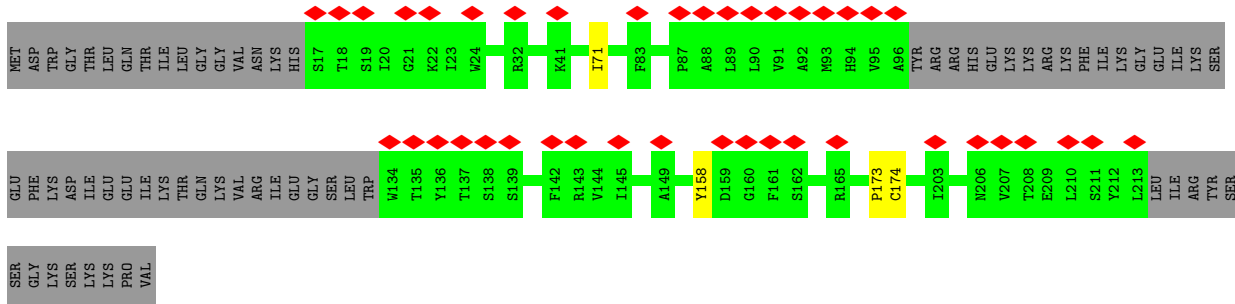 MET ASP TRP GLY THR LEU GLN THR ILE LEU GLY GLY VAL ASN LYS HIS S17 T18 S19 I20 G21 K22 I23 W24 R32 K41 I71 F83 P87 A88 L89 L90 V91 A92 M93 H94 V95 A96 TYR ARG ARG HIS GLU LYS LYS ARG LYS PHE ILE LYS GLY GLU ILE LYS SER
GLU PHE LYS ASP ILE GLU GLU ILE LYS THR GLN LYS VAL ARG ILE GLU GLY SER LEU TRP W134 T135 Y136 T137 S138 S139 F142 R143 V144 I145 A149 Y158 D159 G160 F161 S162 R165 P173 C174 I203 N206 V207 T208 E209 L210 S211 Y212 L213 LEU ILE ARG TYR SER
SER GLY LYS SER LYS LYS PRO VAL